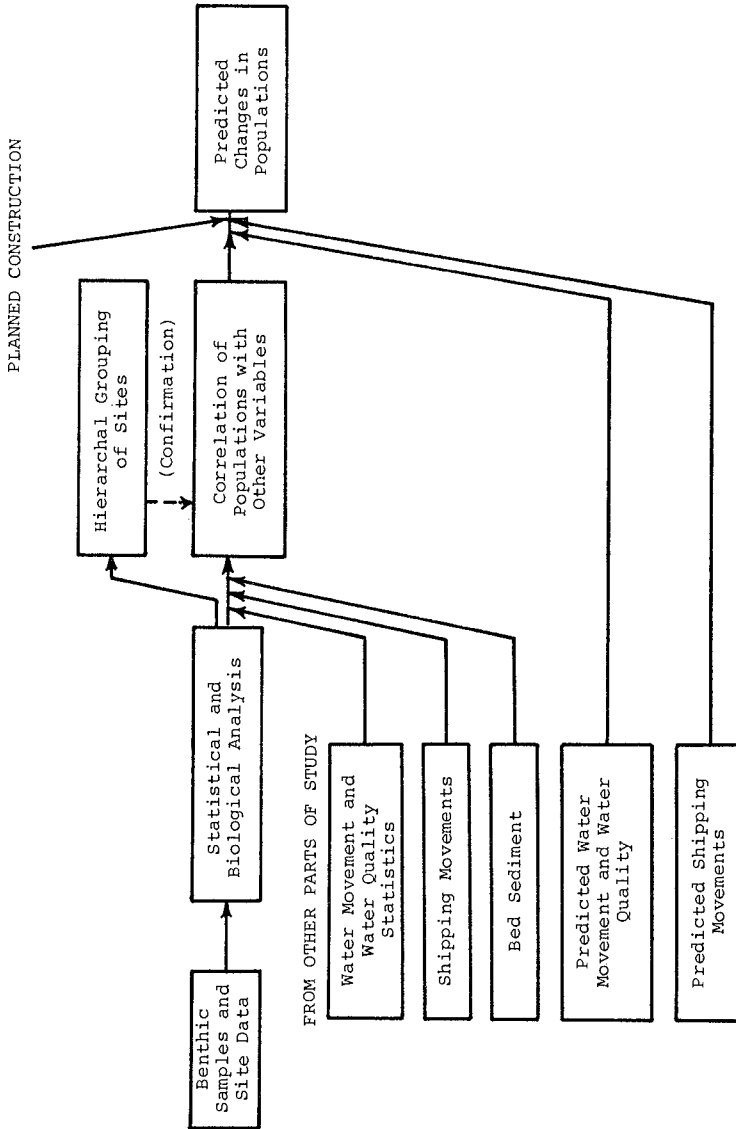 PLANNED CONSTRUCTION
Hierarchal Grouping
of Sites
(Confirmation)
Benthic
Samples and
Site Data
Statistical and
Biological Analysis
Correlation of
Populations with
Other Variables
Predicted
Changes in
Populations
FROM OTHER PARTS OF STUDY
Water Movement and
Water Quality
Statistics
Shipping Movements
Bed Sediment
Predicted Water
Movement and Water
Quality
Predicted Shipping
Movements